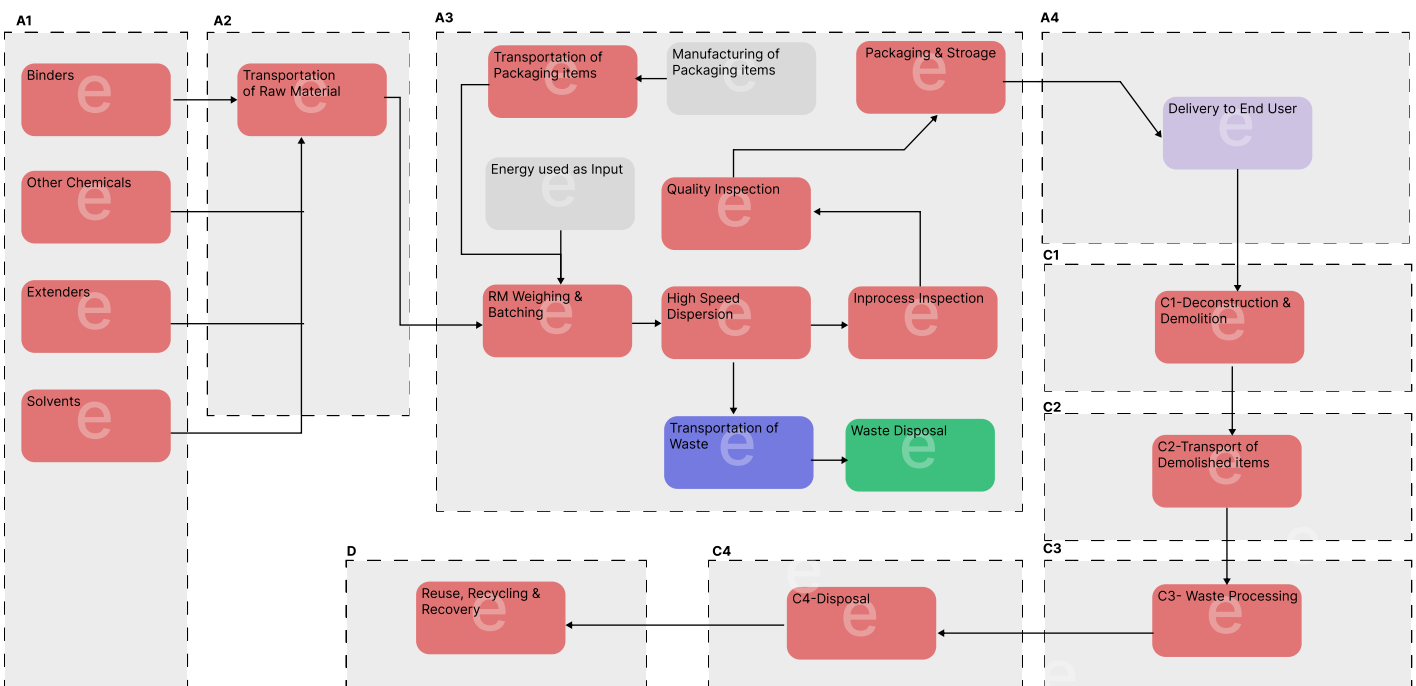 A1
Binders
Other Chemicals
Extenders
Solvents
A2
Transportation
of Raw Material
A3
Transportation of
Packaging items
Manufacturing of
Packaging items
Packaging & Stroage
Energy used as Input
Quality Inspection
RM Weighing &
Batching
High Speed
Dispersion
Inprocess Inspection
Transportation of
Waste
Waste Disposal
A4
Delivery to End User
C1
C1-Deconstruction &
Demolition
C2
C2-Transport of
Demolished items
C3
C3- Waste Processing
C4
C4-Disposal
D
Reuse, Recycling &
Recovery